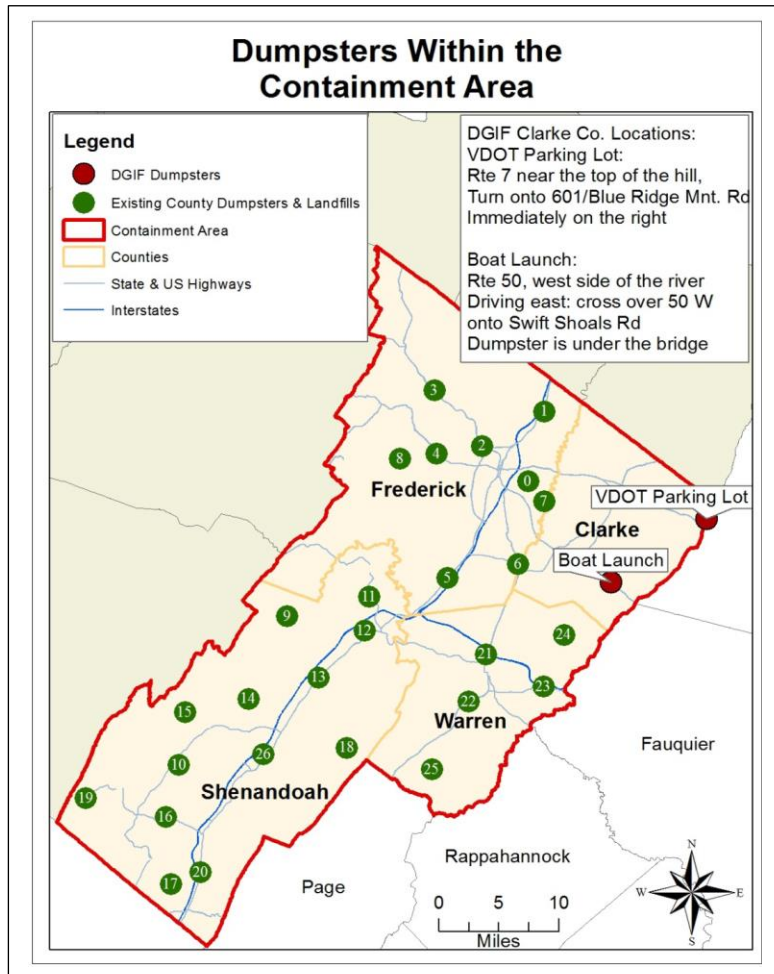 Dumpsters Within the
Containment Area
Legend
DGIF Dumpsters
Existing County Dumpsters & Landfills
Containment Area
Counties
State & US Highways
Interstates
DGIF Clarke Co. Locations:
VDOT Parking Lot:
Rte 7 near the top of the hill,
Turn onto 601/Blue Ridge Mnt. Rd
Immediately on the right
Boat Launch:
Rte 50, west side of the river
Driving east: cross over 50 W
onto Swift Shoals Rd
Dumpster is under the bridge
3
1
2
4
8
0
Frederick
7
VDOT Parking Lot
Clarke
6
Boat Launch
5
11
9
12
24
21
13
23
14
22
15
Warren
18
26
Fauquier
10
25
Shenandoah
19
16
Rappahannock
20
17
Page
N
W
E
S
0 5 10
Miles